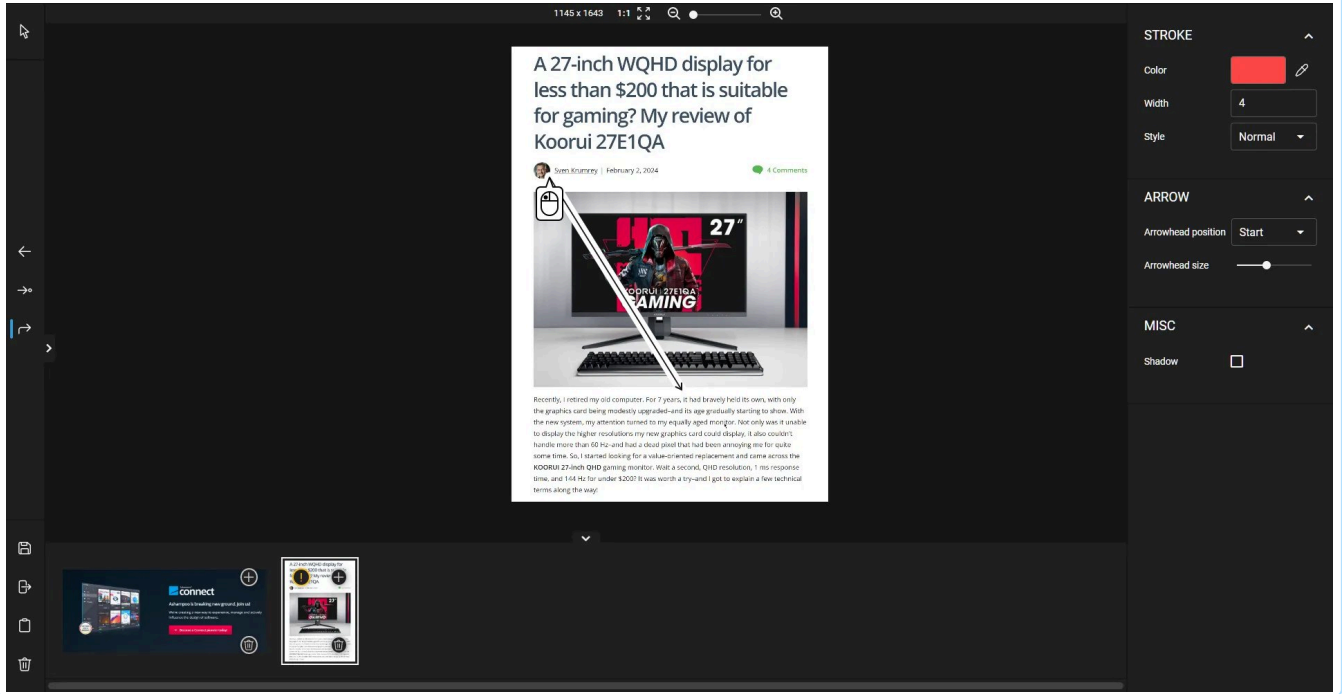 1145 x 1643 1:1
STROKE
Color
Width 4
Style Normal
ARROW
Arrowhead position Start
Arrowhead size
MISC
Shadow
A 27-inch WQHD display for
less than $200 that is suitable
for gaming? My review of
Koorui 27E1QA
Sven Krumrey | February 2, 2024 4 Comments
27"
KOORUI 27E1QA
GAMING
Recently, I retired my old computer. For 7 years, it had bravely held its own, with only
the graphics card being modestly upgraded–and its age gradually starting to show. With
the new system, my attention turned to my equally aged monitor. Not only was it unable
to display the higher resolutions my new graphics card could display, it also couldn't
handle more than 60 Hz–and had a dead pixel that had been annoying me for quite
some time. So, I started looking for a value-oriented replacement and came across the
KOORUI 27-inch QHD gaming monitor. Wait a second, QHD resolution, 1 ms response
time, and 144 Hz for under $200? It was worth a try–and I got to explain a few technical
terms along the way!
connect
Ashampoo is breaking new ground, join us!
A 27-inch WQHD display for